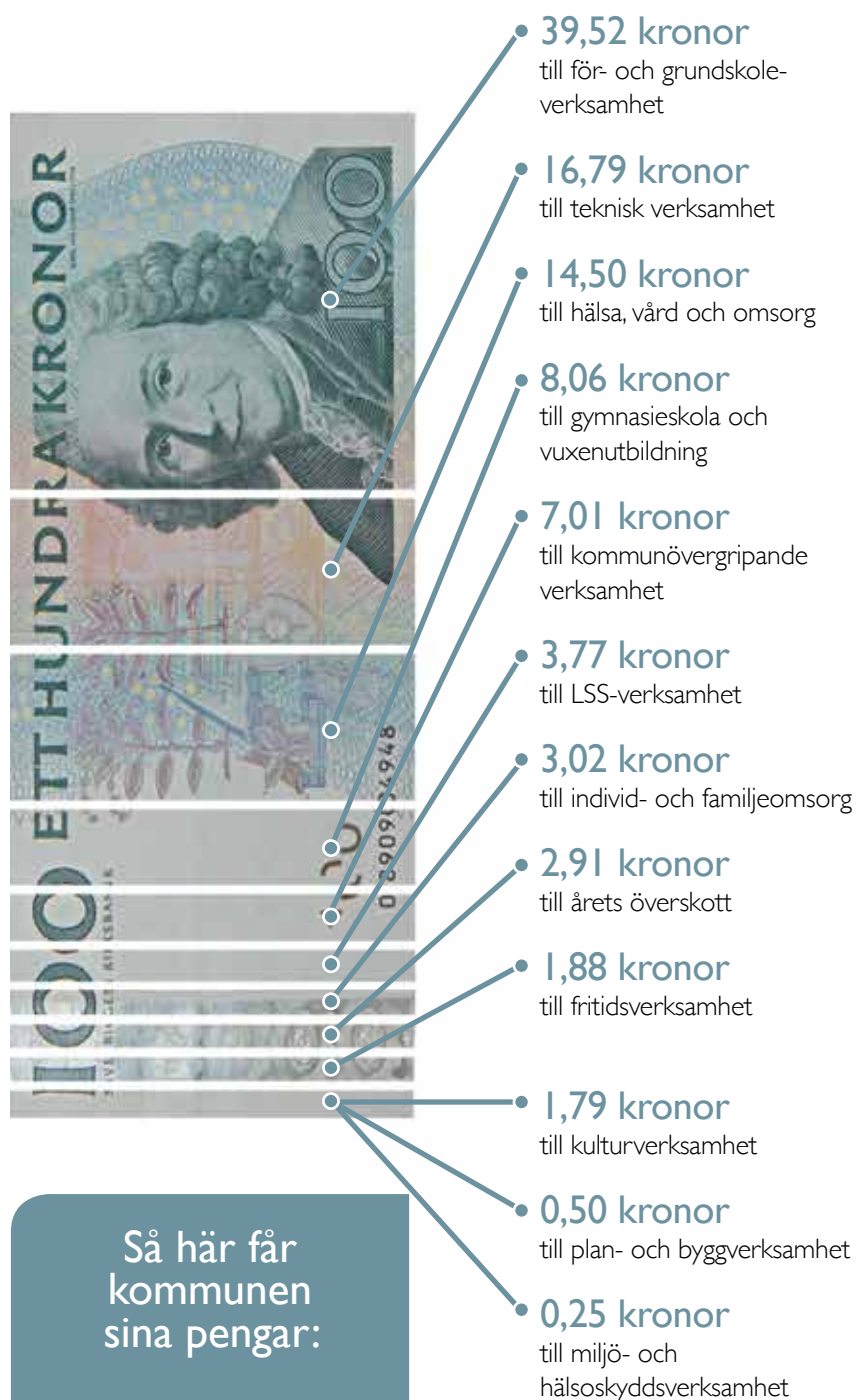 39,52 kronor
till för- och grundskole-
verksamhet
16,79 kronor
till teknisk verksamhet
14,50 kronor
till hälsa, vård och omsorg
8,06 kronor
till gymnasieskola och
vuxenutbildning
7,01 kronor
till kommunövergripande
verksamhet
3,77 kronor
till LSS-verksamhet
3,02 kronor
till individ- och familjeomsorg
2,91 kronor
till årets överskott
1,88 kronor
till fritidsverksamhet
1,79 kronor
till kulturverksamhet
0,50 kronor
till plan- och byggverksamhet
0,25 kronor
till miljö- och
hälsoskyddsverksamhet
100 ETT HUNDRA KRONOR
100
Så här får
kommunen
sina pengar: